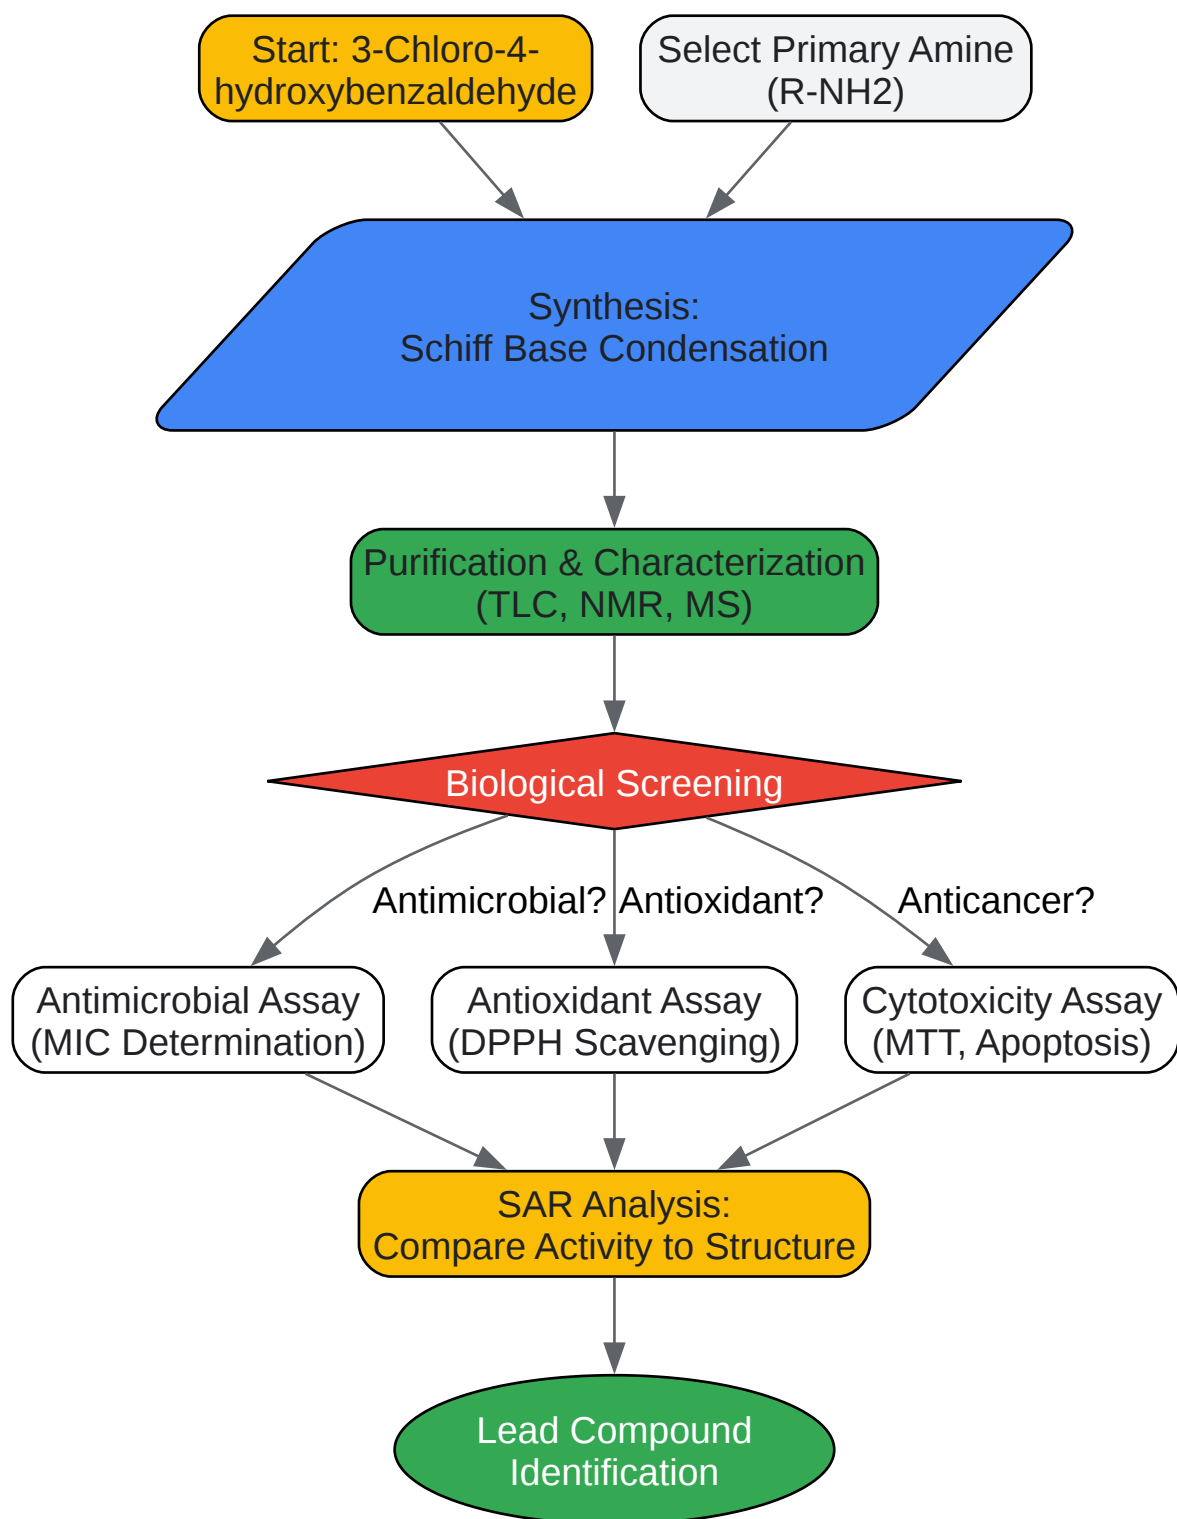 Start: 3-Chloro-4-
hydroxybenzaldehyde
Select Primary Amine
(R-NH2)
Synthesis:
Schiff Base Condensation
Purification & Characterization
(TLC, NMR, MS)
Biological Screening
Antimicrobial?
Antioxidant?
Anticancer?
Antimicrobial Assay
(MIC Determination)
Antioxidant Assay
(DPPH Scavenging)
Cytotoxicity Assay
(MTT, Apoptosis)
SAR Analysis:
Compare Activity to Structure
Lead Compound
Identification